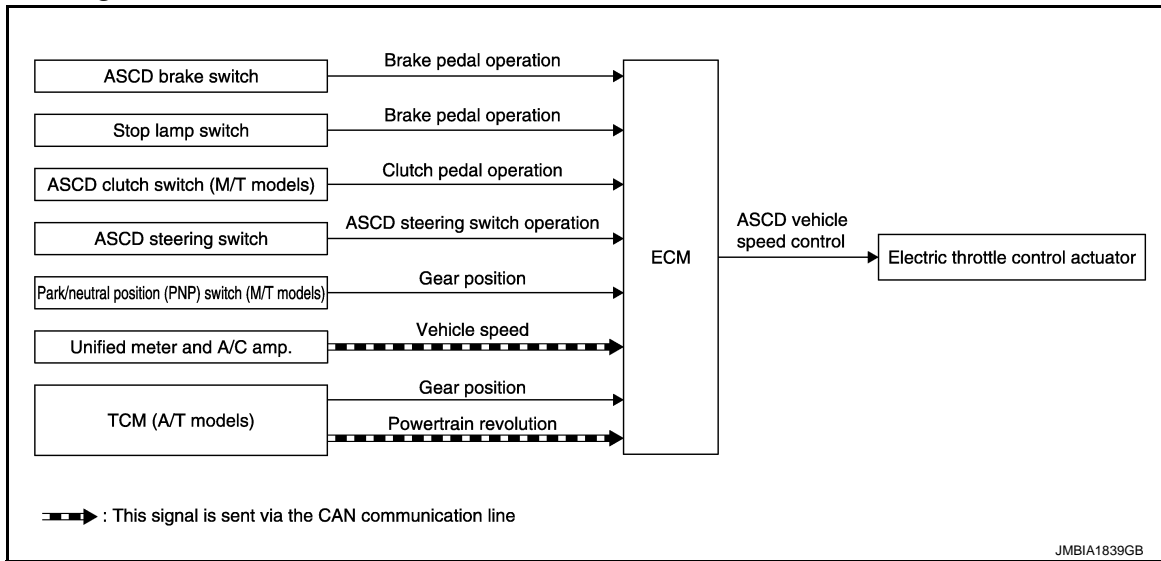 ASCD brake switch
Brake pedal operation
Stop lamp switch
Brake pedal operation
ASCD clutch switch (M/T models)
Clutch pedal operation
ASCD steering switch
ASCD steering switch operation
Park/neutral position (PNP) switch (M/T models)
Gear position
Unified meter and A/C amp.
Vehicle speed
TCM (A/T models)
Gear position
Powertrain revolution
ECM
ASCD vehicle
speed control
Electric throttle control actuator
: This signal is sent via the CAN communication line
JMBIA1839GB